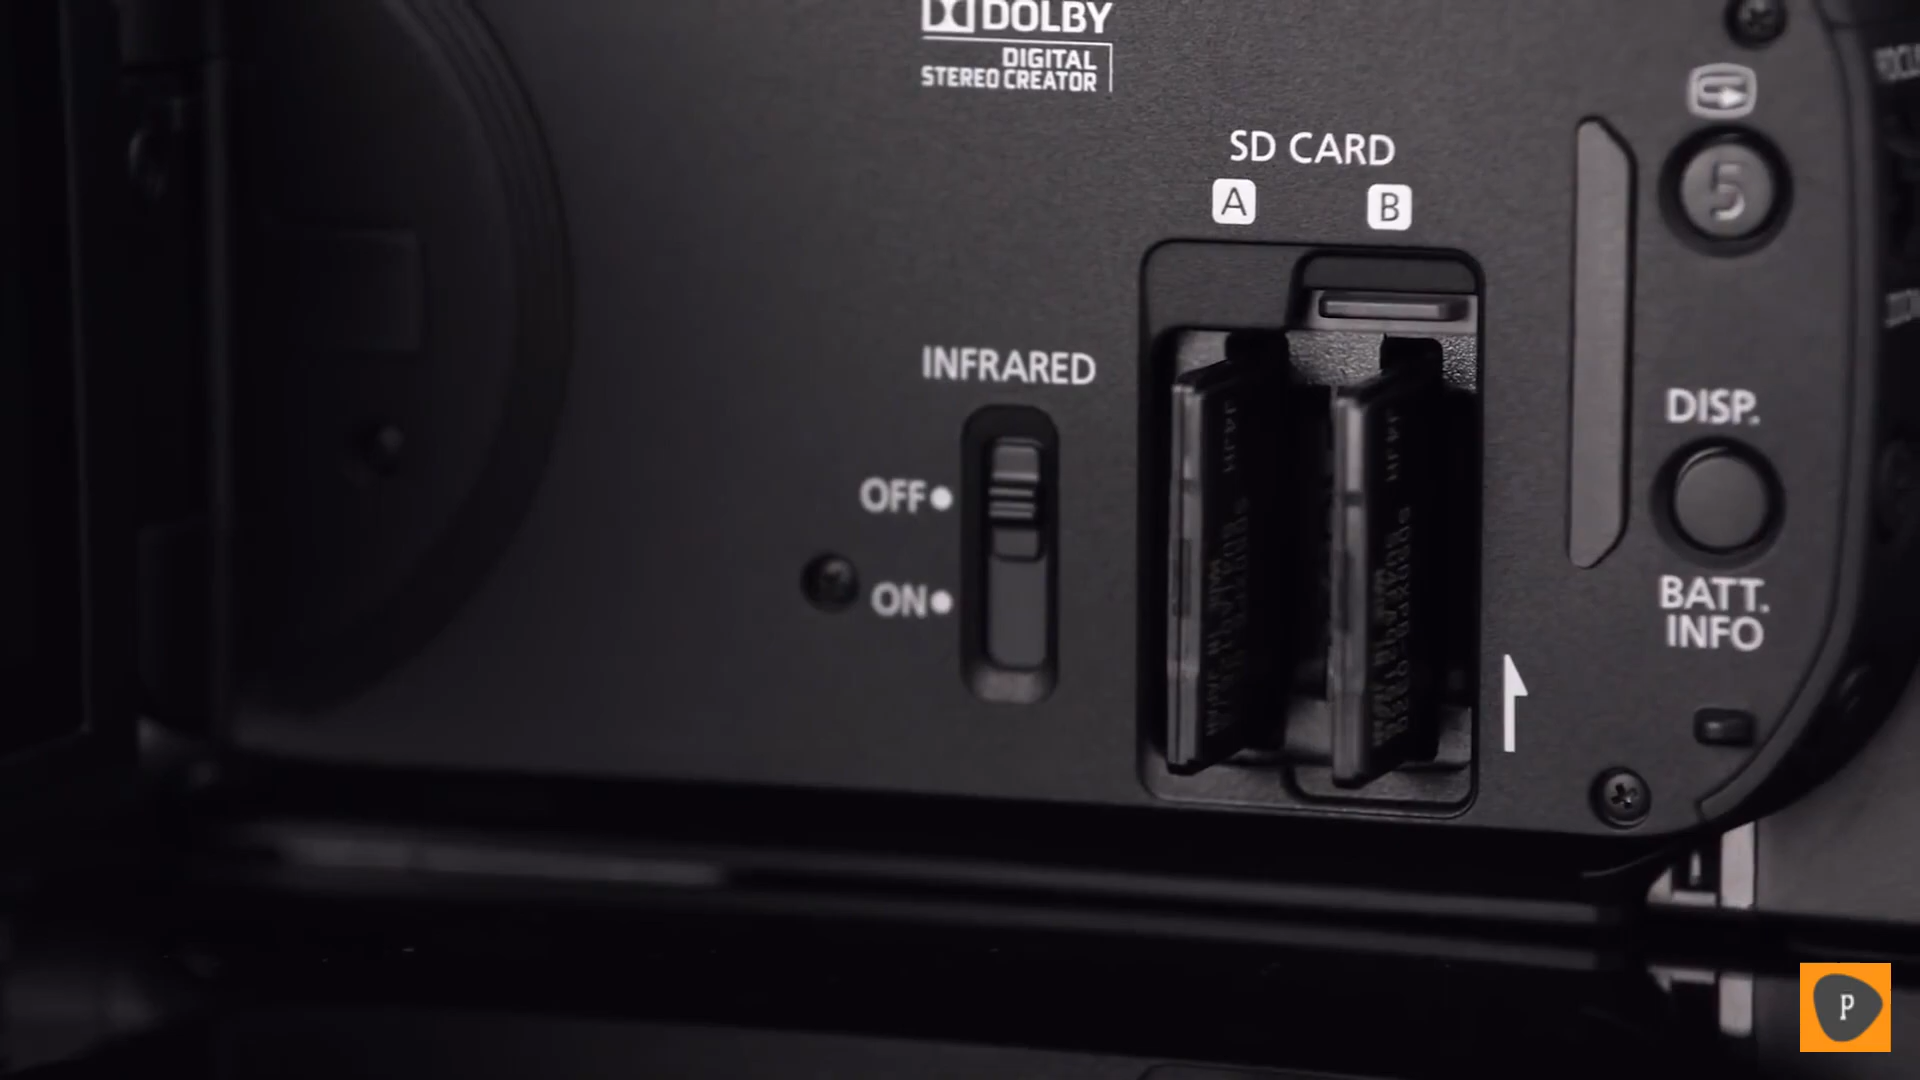 DOLBY
DIGITAL
STEREO CREATOR
SD CARD
A B
5
INFRARED
OFF
ON
DISP.
BATT.
INFO
P